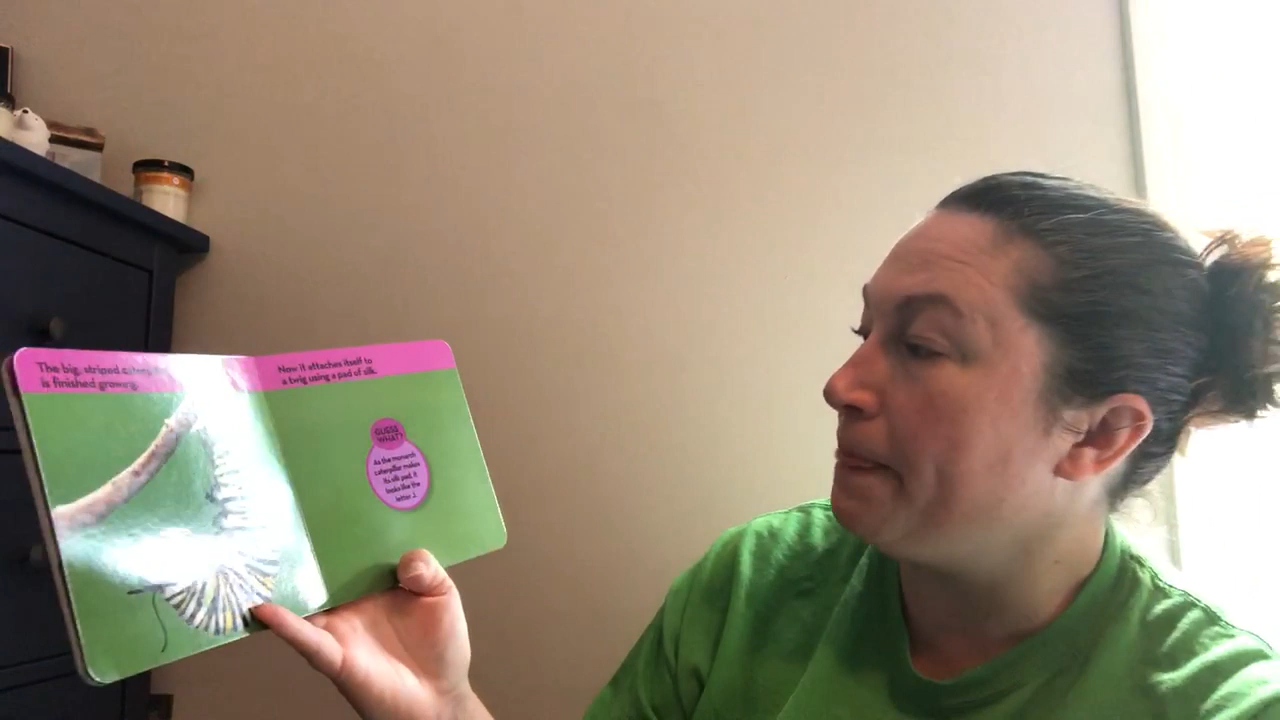 The big, striped
is finished growing.
Now it attaches itself to
a twig using a pad of silk.
GUESS
WHAT?
As the monarch
caterpillar makes
its silk pad, it
looks like the
letter J.